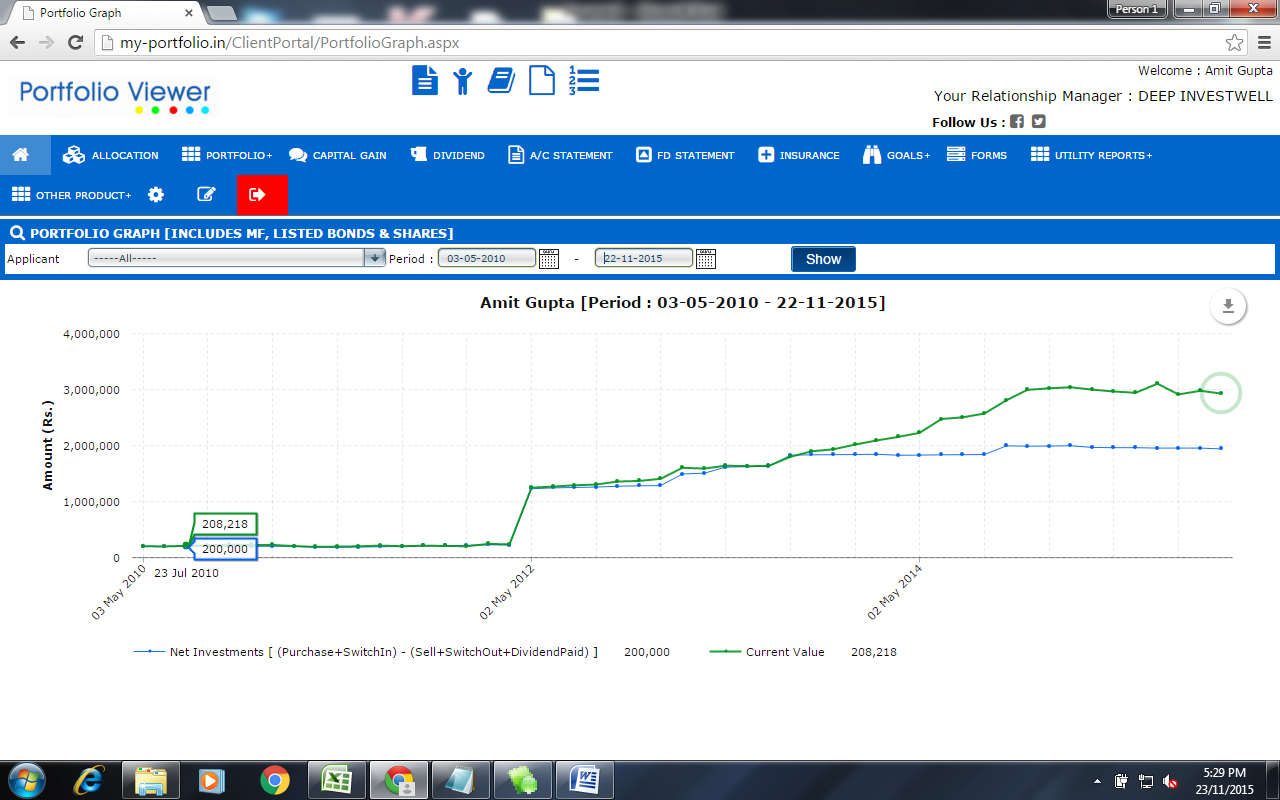 Portfolio Graph
Person 1
my-portfolio.in/ClientPortal/PortfolioGraph.aspx
Portfolio Viewer
1
2
3
Welcome : Amit Gupta
Your Relationship Manager : DEEP INVESTWELL
Follow Us :
ALLOCATION PORTFOLIO+ CAPITAL GAIN DIVIDEND A/C STATEMENT FD STATEMENT INSURANCE GOALS+ FORMS UTILITY REPORTS+
OTHER PRODUCT+
PORTFOLIO GRAPH [INCLUDES MF, LISTED BONDS & SHARES]
Applicant -----All----- Period : 03-05-2010 - 22-11-2015 Show
Amit Gupta [Period : 03-05-2010 - 22-11-2015]
Amount (Rs.)
4,000,000
3,000,000
2,000,000
1,000,000
0
208,218
200,000
23 Jul 2010
03 May 2010
02 May 2012
02 May 2014
Net Investments [ (Purchase+SwitchIn) - (Sell+SwitchOut+DividendPaid) ] 200,000 Current Value 208,218
5:29 PM
23/11/2015